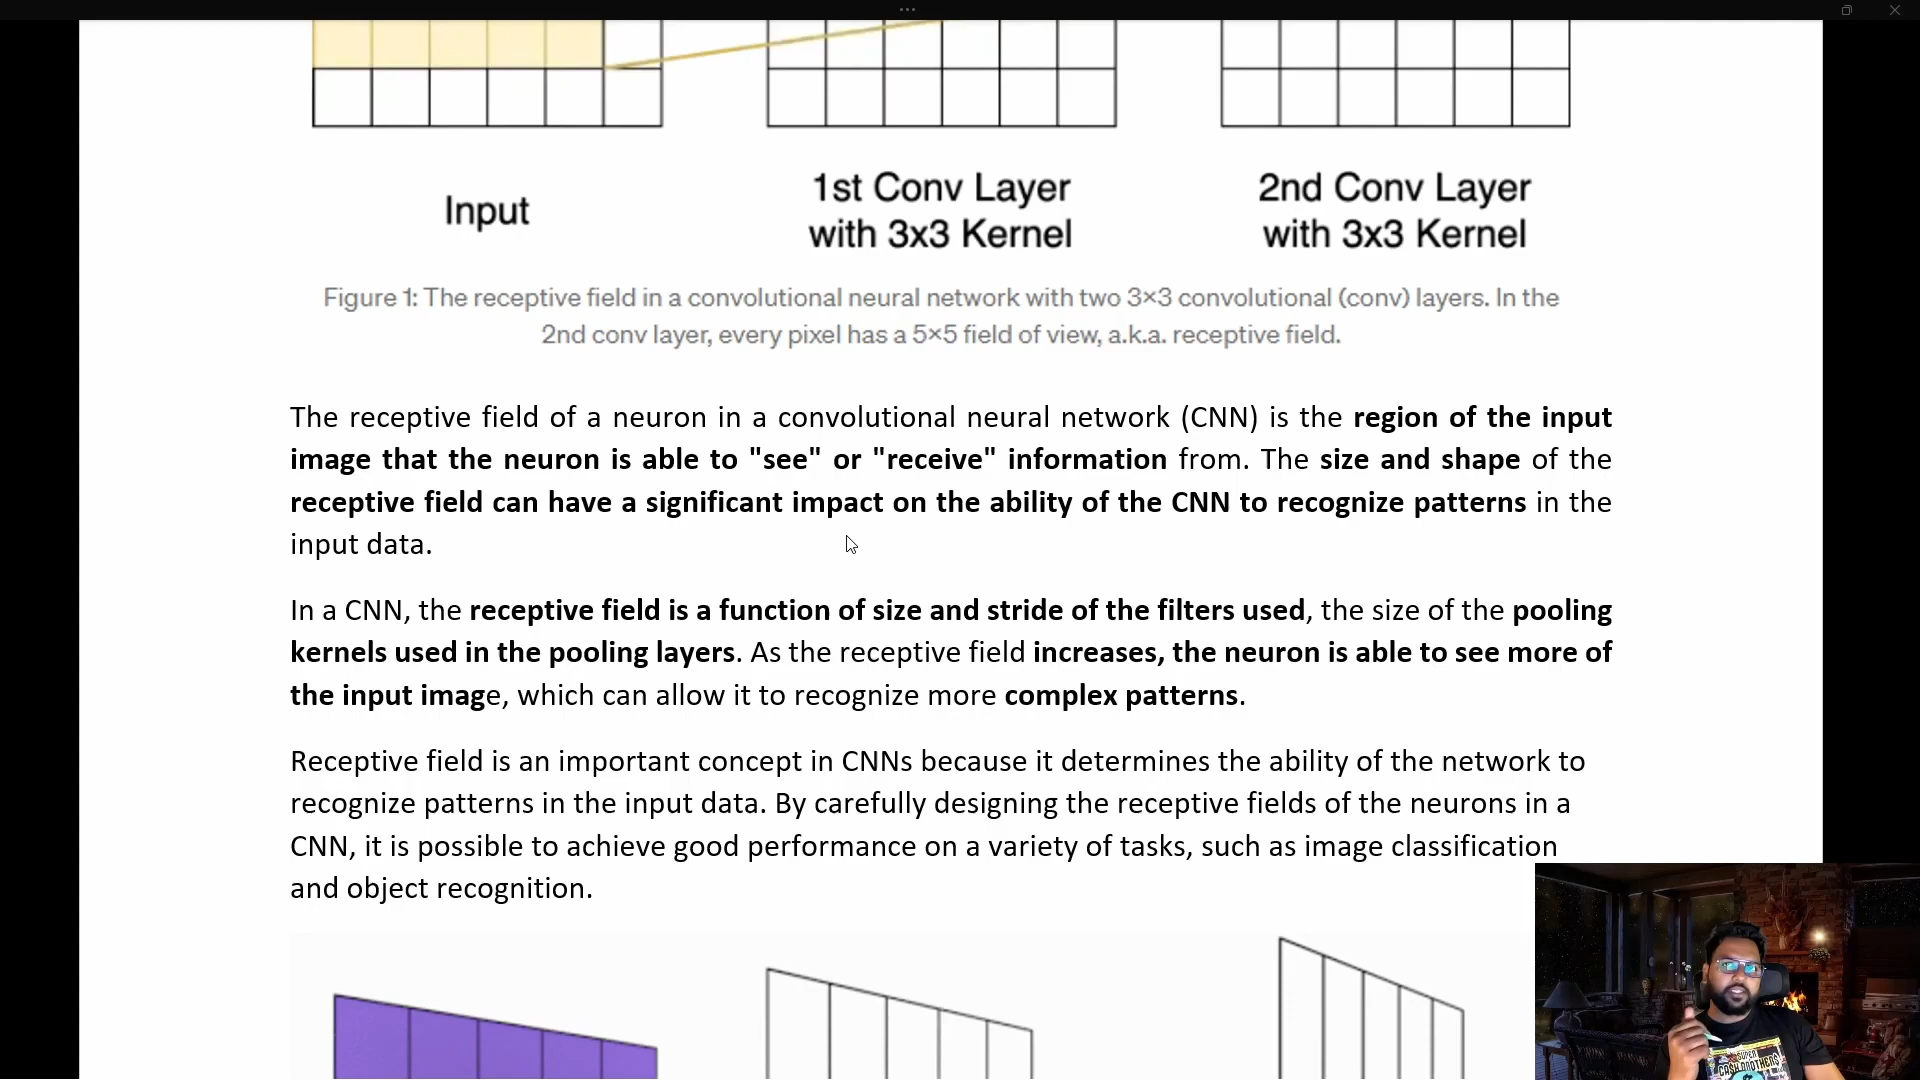 Input
1st Conv Layer
with 3x3 Kernel
2nd Conv Layer
with 3x3 Kernel
Figure 1: The receptive field in a convolutional neural network with two 3×3 convolutional (conv) layers. In the
2nd conv layer, every pixel has a 5×5 field of view, a.k.a. receptive field.
The receptive field of a neuron in a convolutional neural network (CNN) is the region of the input
image that the neuron is able to "see" or "receive" information from. The size and shape of the
receptive field can have a significant impact on the ability of the CNN to recognize patterns in the
input data.
In a CNN, the receptive field is a function of size and stride of the filters used, the size of the pooling
kernels used in the pooling layers. As the receptive field increases, the neuron is able to see more of
the input image, which can allow it to recognize more complex patterns.
Receptive field is an important concept in CNNs because it determines the ability of the network to
recognize patterns in the input data. By carefully designing the receptive fields of the neurons in a
CNN, it is possible to achieve good performance on a variety of tasks, such as image classification
and object recognition.
SUPER
CASH BROTHERS